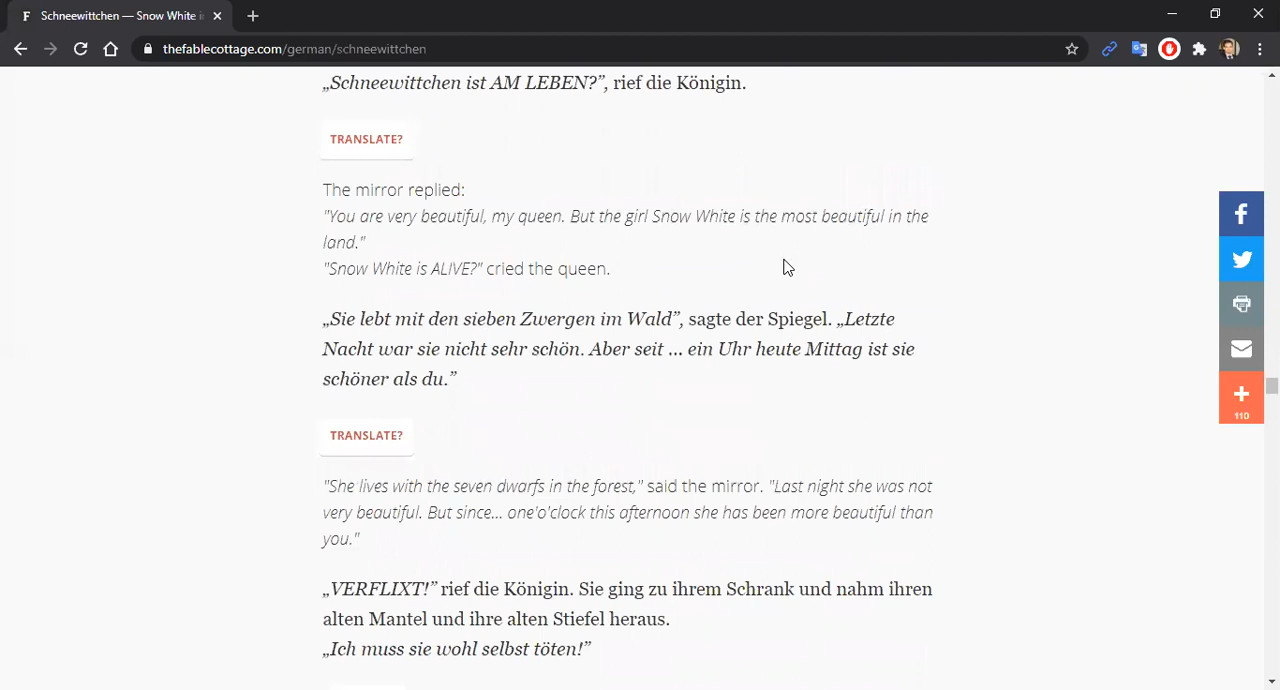 F Schneewittchen — Snow White i
thefablecottage.com/german/schneewittchen
„Schneewittchen ist AM LEBEN?”, rief die Königin.
TRANSLATE?
The mirror replied:
"You are very beautiful, my queen. But the girl Snow White is the most beautiful in the
land."
"Snow White is ALIVE?" cried the queen.
„Sie lebt mit den sieben Zwergen im Wald”, sagte der Spiegel. „Letzte
Nacht war sie nicht sehr schön. Aber seit … ein Uhr heute Mittag ist sie
schöner als du.”
TRANSLATE?
"She lives with the seven dwarfs in the forest," said the mirror. "Last night she was not
very beautiful. But since... one'o'clock this afternoon she has been more beautiful than
you."
„VERFLIXT!” rief die Königin. Sie ging zu ihrem Schrank und nahm ihren
alten Mantel und ihre alten Stiefel heraus.
„Ich muss sie wohl selbst töten!”
110